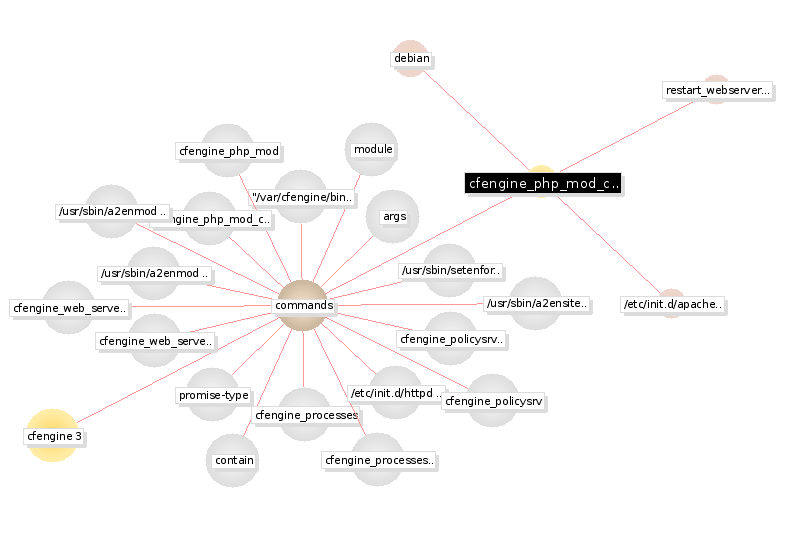 debian
restart_webserver...
cfengine_php_mod
module
cfengine_php_mod_c..
"/var/cfengine/bin..
/usr/sbin/a2enmod ..
ngine_php_mod_c..
args
/usr/sbin/a2enmod ..
/usr/sbin/setenfor..
cfengine_web_serve..
commands
/usr/sbin/a2ensite..
/etc/init.d/apache..
cfengine_web_serve..
cfengine_policysrv..
promise-type
/etc/init.d/httpd ..
cfengine_policysrv
cfengine_processes
cfengine 3
contain
cfengine_processes..